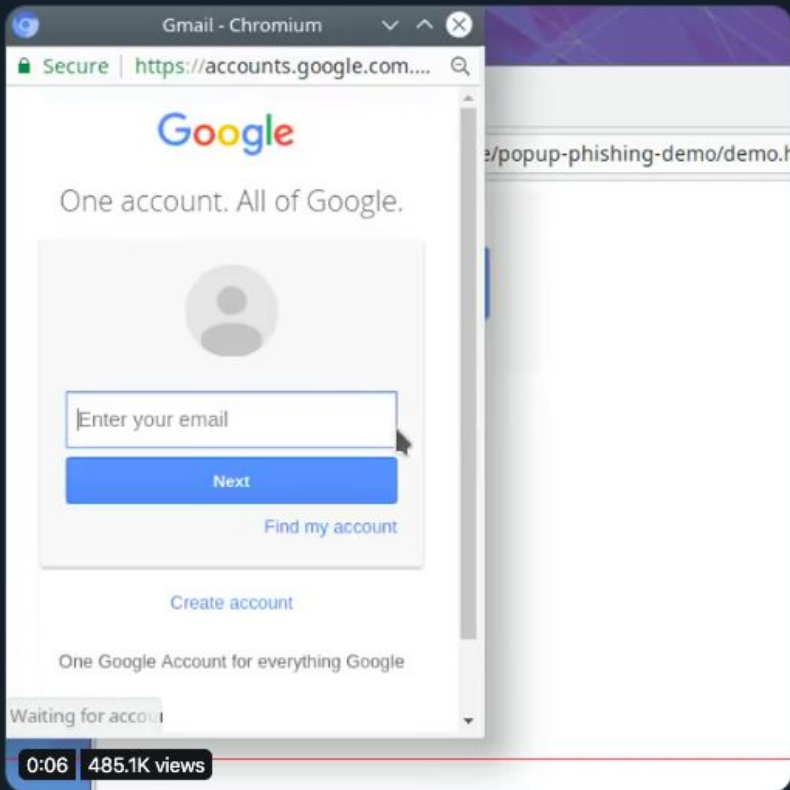 Gmail - Chromium
Secure | https://accounts.google.com....
Google
e/popup-phishing-demo/demo.h
One account. All of Google.
Enter your email
Next
Find my account
Create account
One Google Account for everything Google
Waiting for accou
0:06 485.1K views